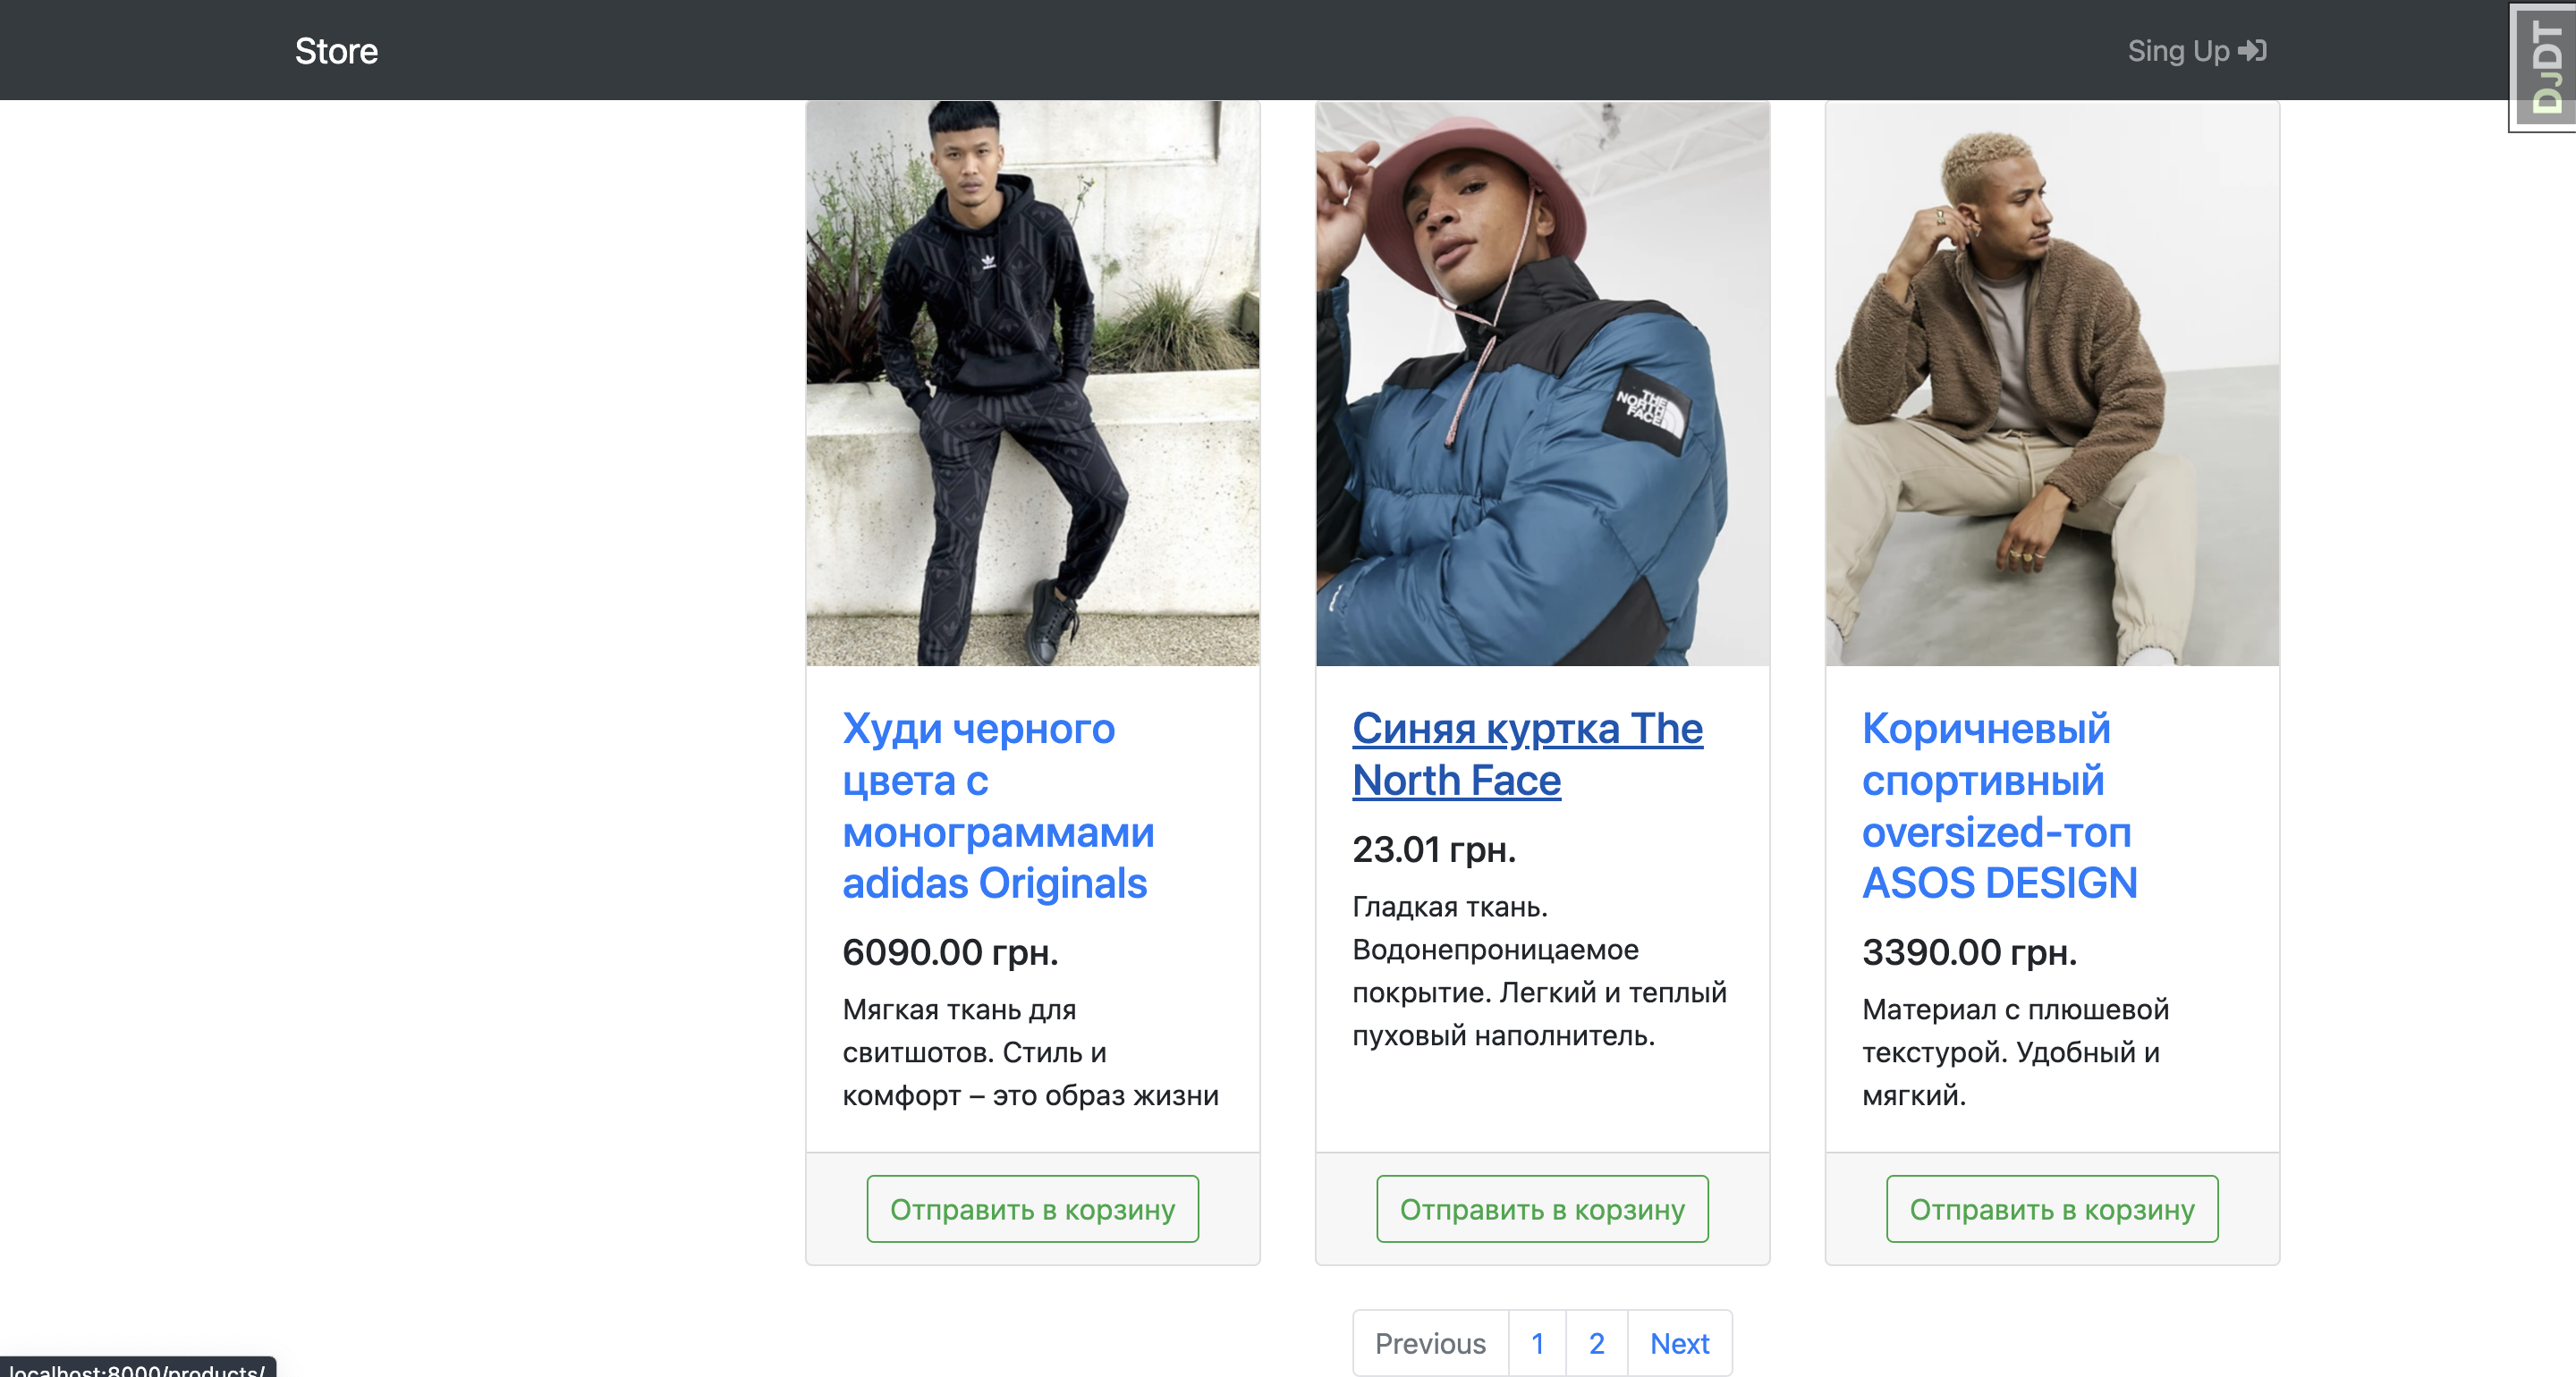 Store
Sing Up
DJDT
THE
NORTH
FACE
Худи черного
цвета с
монограммами
adidas Originals
6090.00 грн.
Мягкая ткань для
свитшотов. Стиль и
комфорт – это образ жизни
Отправить в корзину
Синяя куртка The
North Face
23.01 грн.
Гладкая ткань.
Водонепроницаемое
покрытие. Легкий и теплый
пуховый наполнитель.
Отправить в корзину
Коричневый
спортивный
oversized-топ
ASOS DESIGN
3390.00 грн.
Материал с плюшевой
текстурой. Удобный и
мягкий.
Отправить в корзину
Previous 1 2 Next
localhost:8000/products/